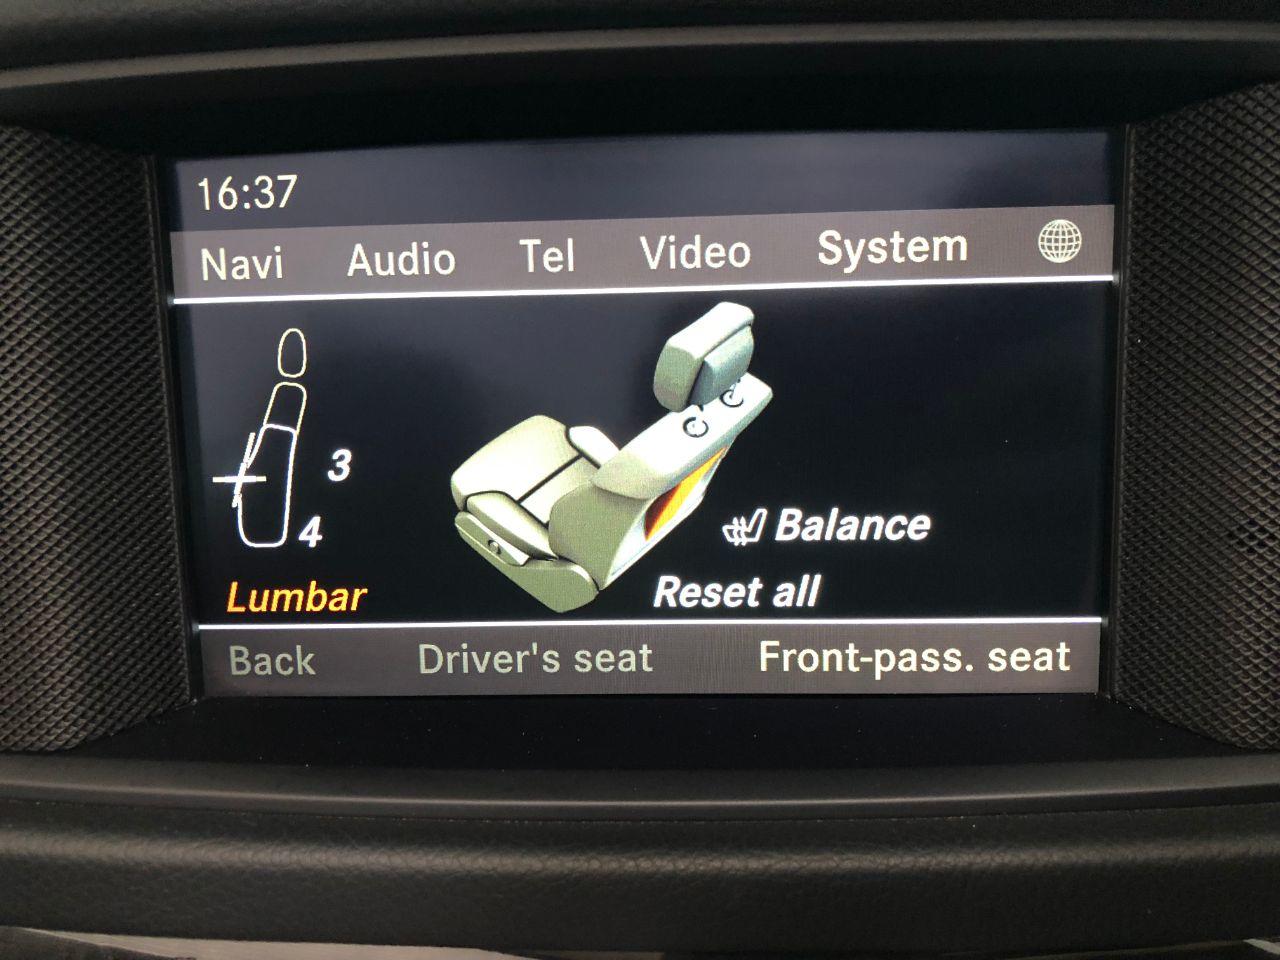 16:37
Navi Audio Tel Video System
3
4
Balance
Lumbar Reset all
Back Driver's seat Front-pass. seat